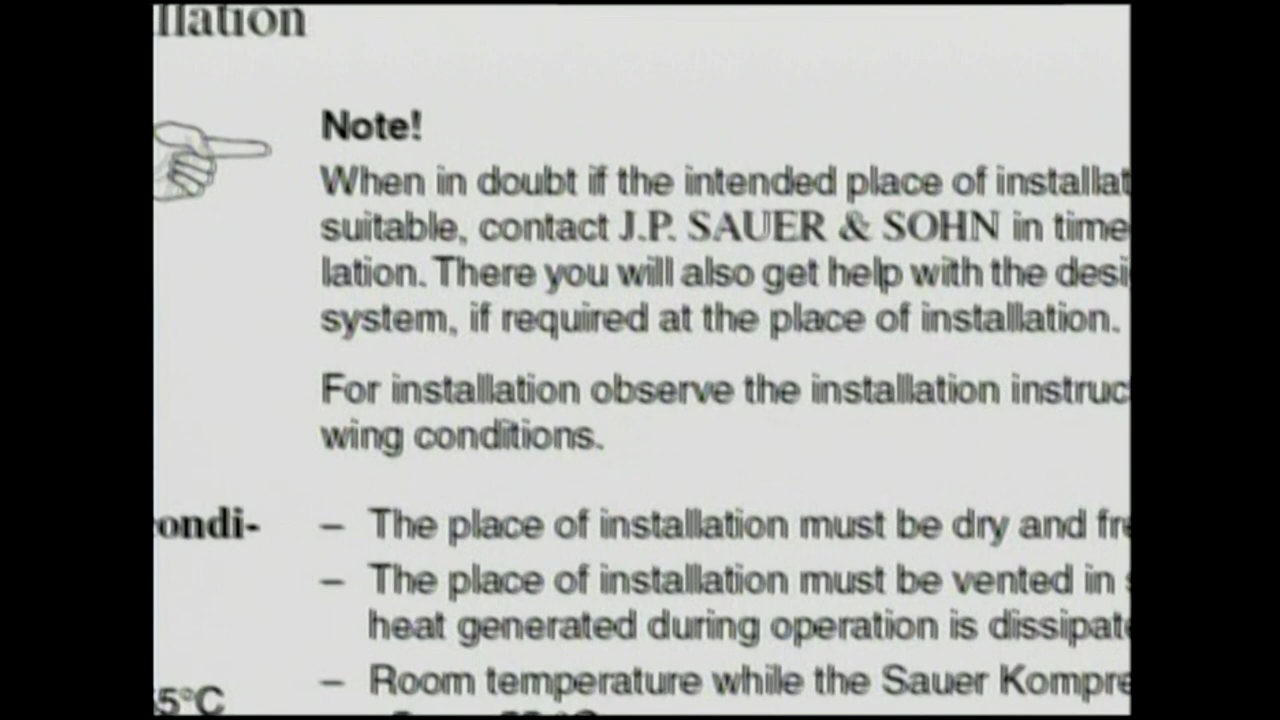 llation
Note!
When in doubt if the intended place of installat
suitable, contact J.P. SAUER & SOHN in time
lation. There you will also get help with the desi
system, if required at the place of installation.
For installation observe the installation instruc
wing conditions.
ondi-
– The place of installation must be dry and fre
– The place of installation must be vented in s
heat generated during operation is dissipate
– Room temperature while the Sauer Kompre
5°C